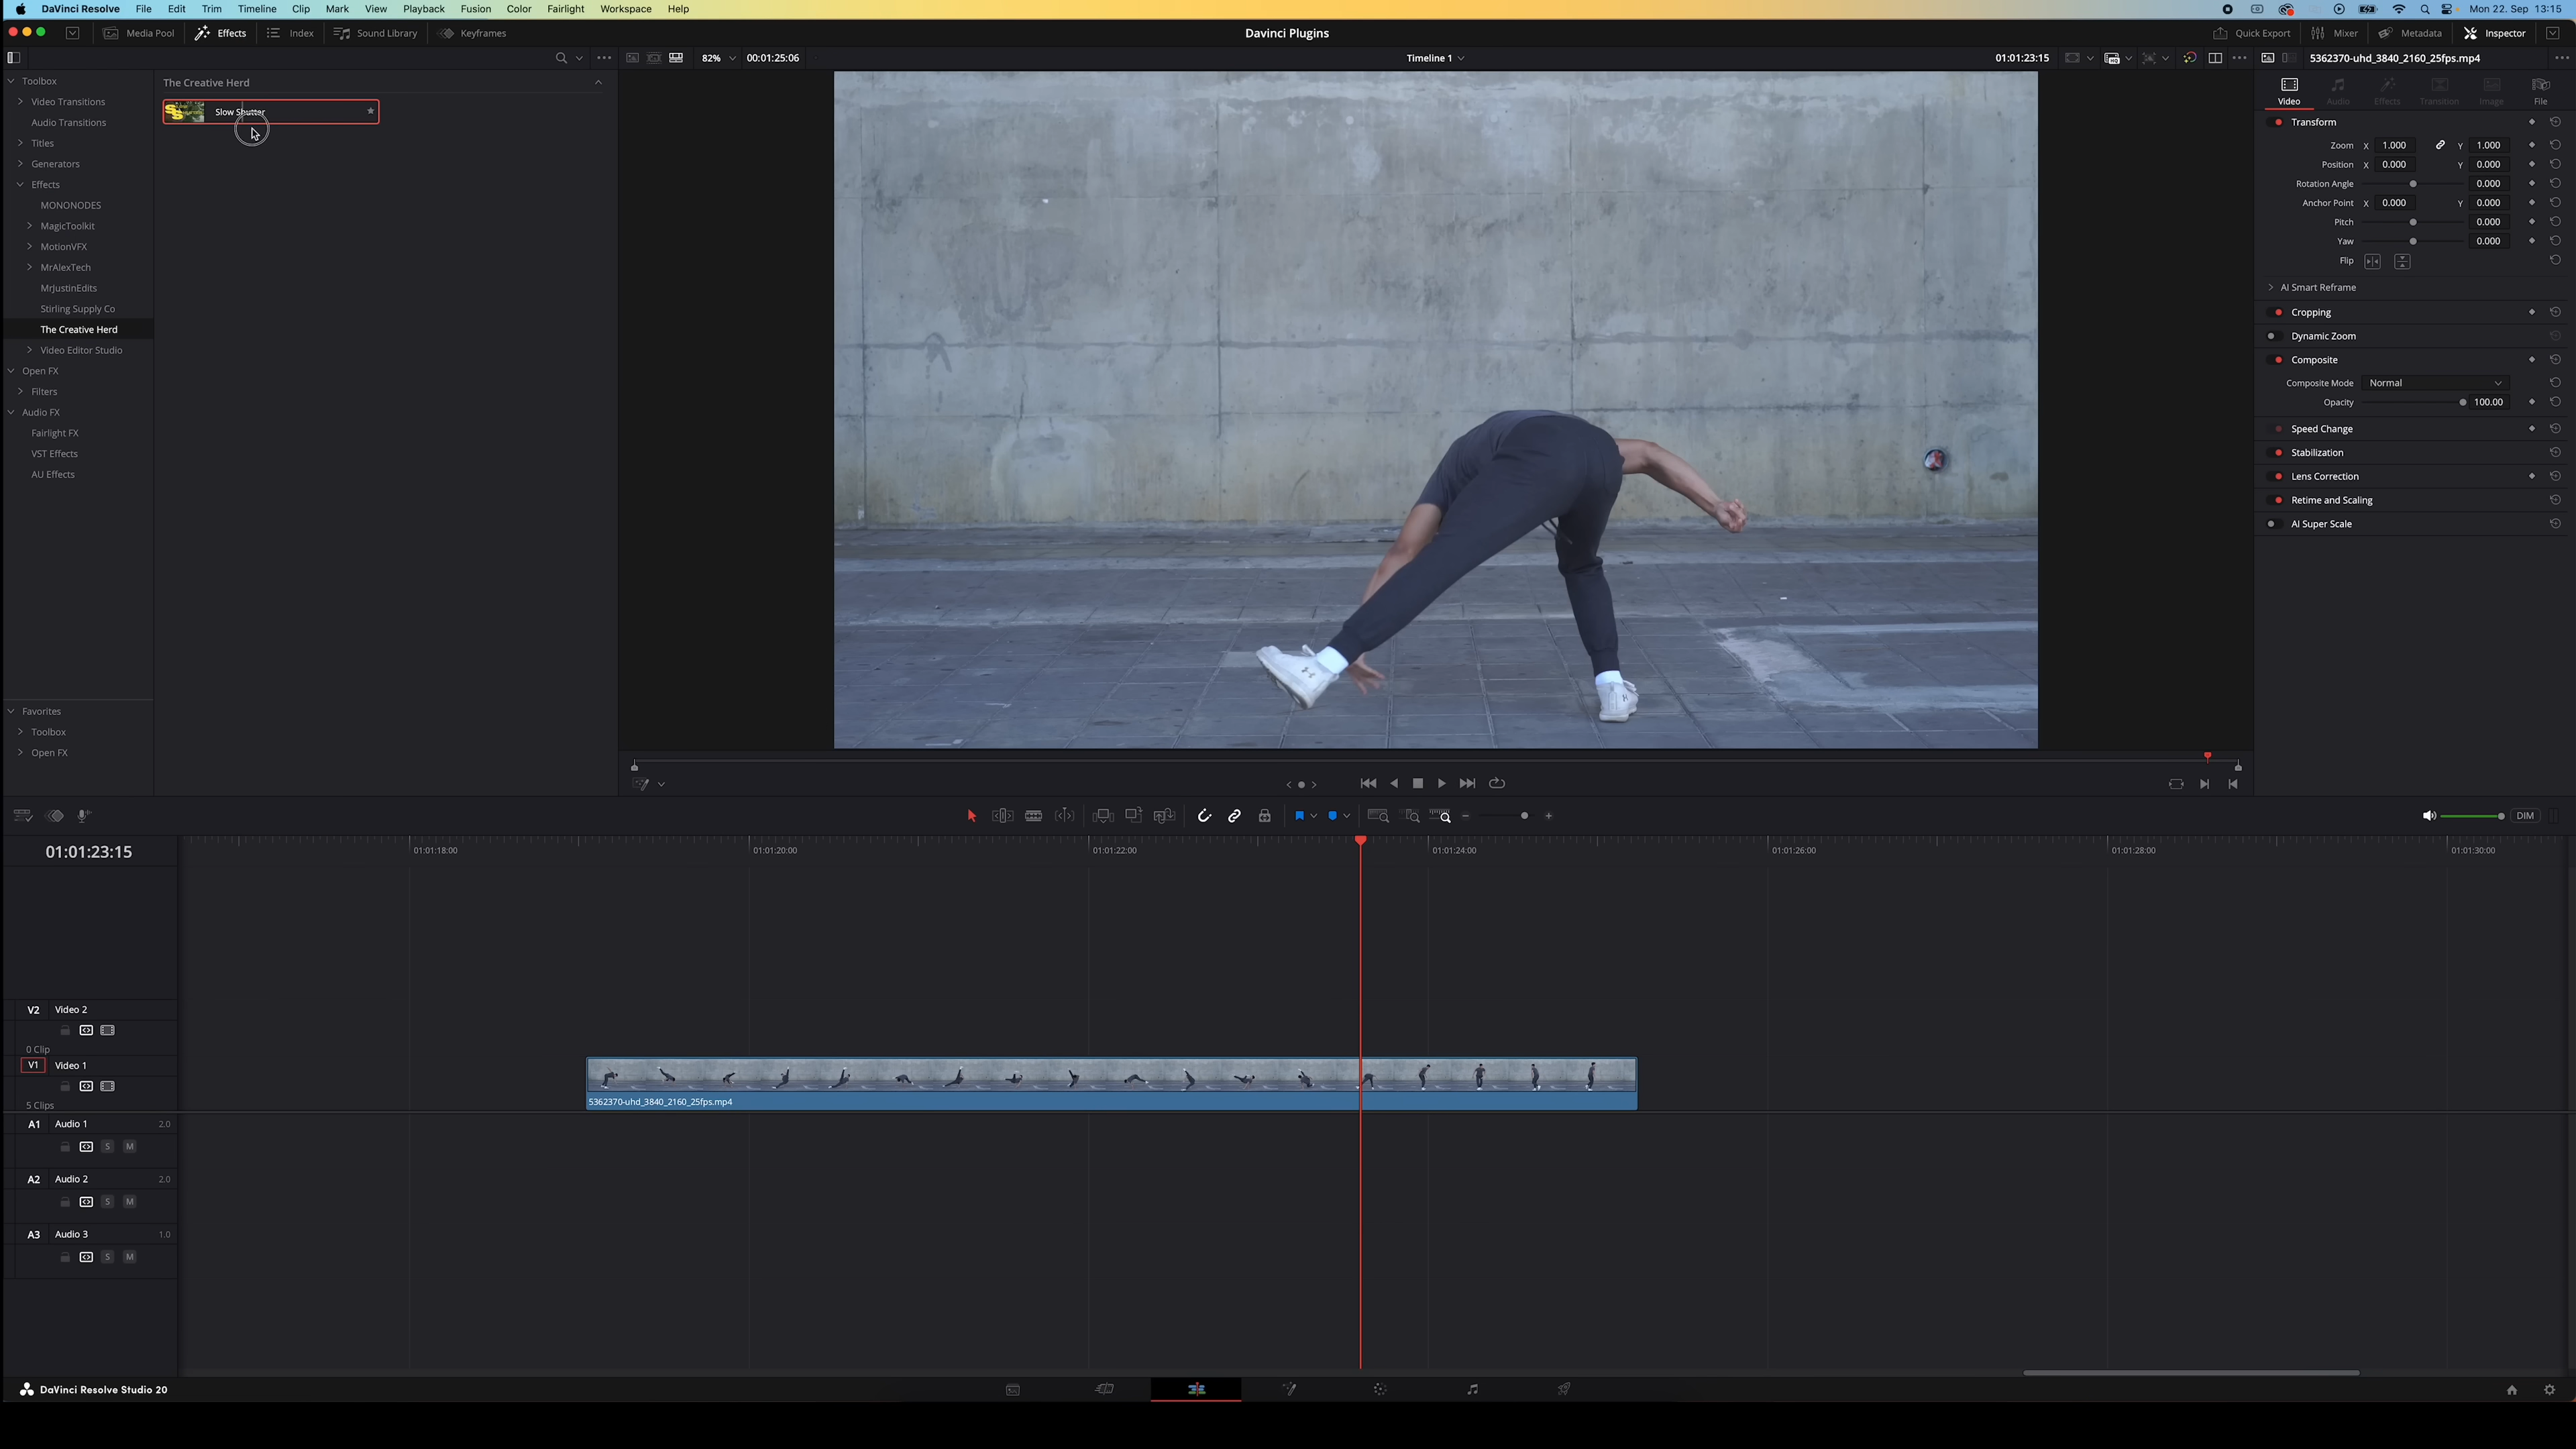 DaVinci Resolve File Edit Trim Timeline Clip Mark View Playback Fusion Color Fairlight Workspace Help Mon 22. Sep 13:15
Media Pool Effects Index Sound Library Keyframes Davinci Plugins Quick Export Mixer Metadata Inspector
82% 00:01:25:06 Timeline 1 01:01:23:15 5362370-uhd_3840_2160_25fps.mp4
Toolbox
Video Transitions
Audio Transitions
Titles
Generators
Effects
MONONODES
MagicToolkit
MotionVFX
MrAlexTech
MrJustinEdits
Stirling Supply Co
The Creative Herd
Video Editor Studio
Open FX
Filters
Audio FX
Fairlight FX
VST Effects
AU Effects
Favorites
Toolbox
Open FX
The Creative Herd
Slow Shutter
Video Audio Effects Transition Image File
Transform
Zoom X 1.000 Y 1.000
Position X 0.000 Y 0.000
Rotation Angle 0.000
Anchor Point X 0.000 Y 0.000
Pitch 0.000
Yaw 0.000
Flip
AI Smart Reframe
Cropping
Dynamic Zoom
Composite
Composite Mode Normal
Opacity 100.00
Speed Change
Stabilization
Lens Correction
Retime and Scaling
AI Super Scale
DIM
01:01:23:15
01:01:18:00 01:01:20:00 01:01:22:00 01:01:24:00 01:01:26:00 01:01:28:00 01:01:30:00
V2 Video 2
0 Clip
V1 Video 1
5 Clips
5362370-uhd_3840_2160_25fps.mp4
A1 Audio 1 2.0
S M
A2 Audio 2 2.0
S M
A3 Audio 3 1.0
S M
DaVinci Resolve Studio 20